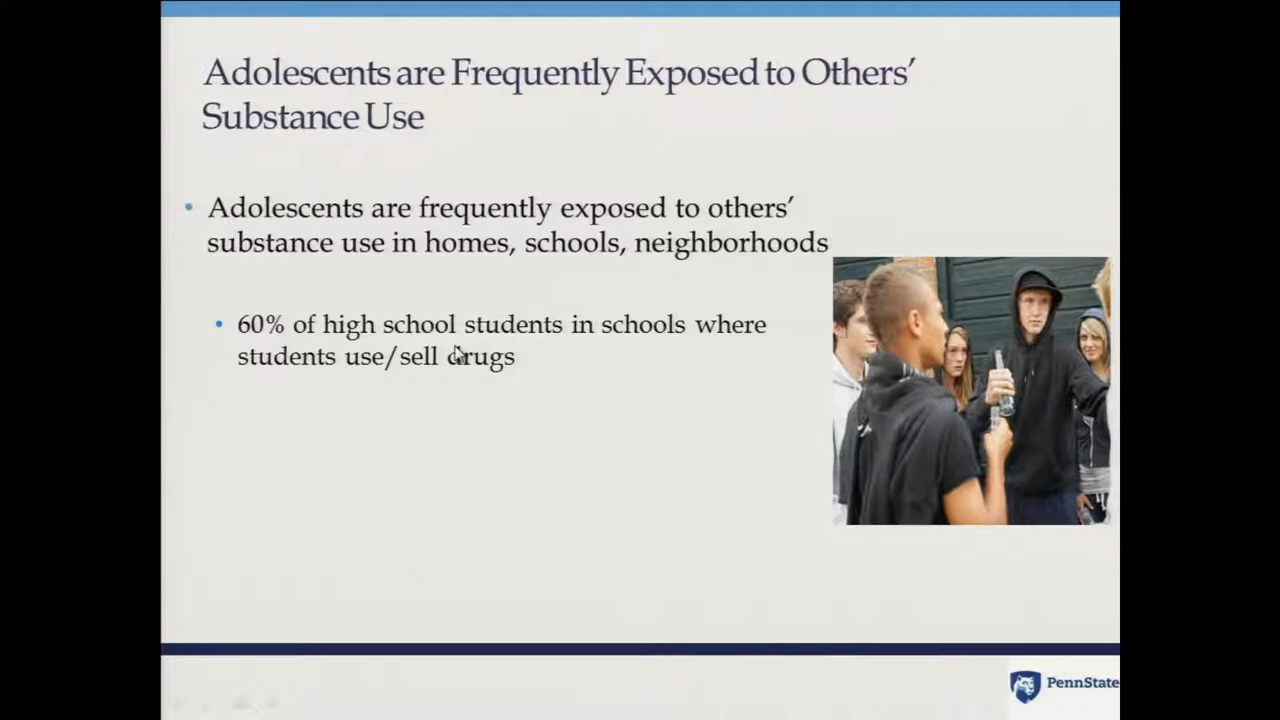 Adolescents are Frequently Exposed to Others’
Substance Use
Adolescents are frequently exposed to others’
substance use in homes, schools, neighborhoods
60% of high school students in schools where
students use/sell drugs
PennState